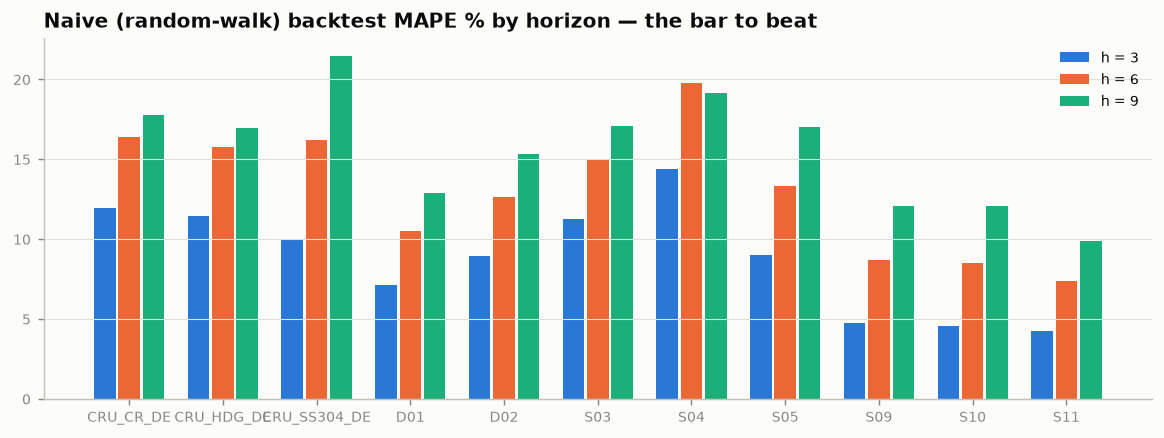 Naive (random-walk) backtest MAPE % by horizon — the bar to beat
h = 3
h = 6
h = 9
20
15
10
5
0
CRU_CR_DE CRU_HDG_DE CRU_SS304_DE D01 D02 S03 S04 S05 S09 S10 S11